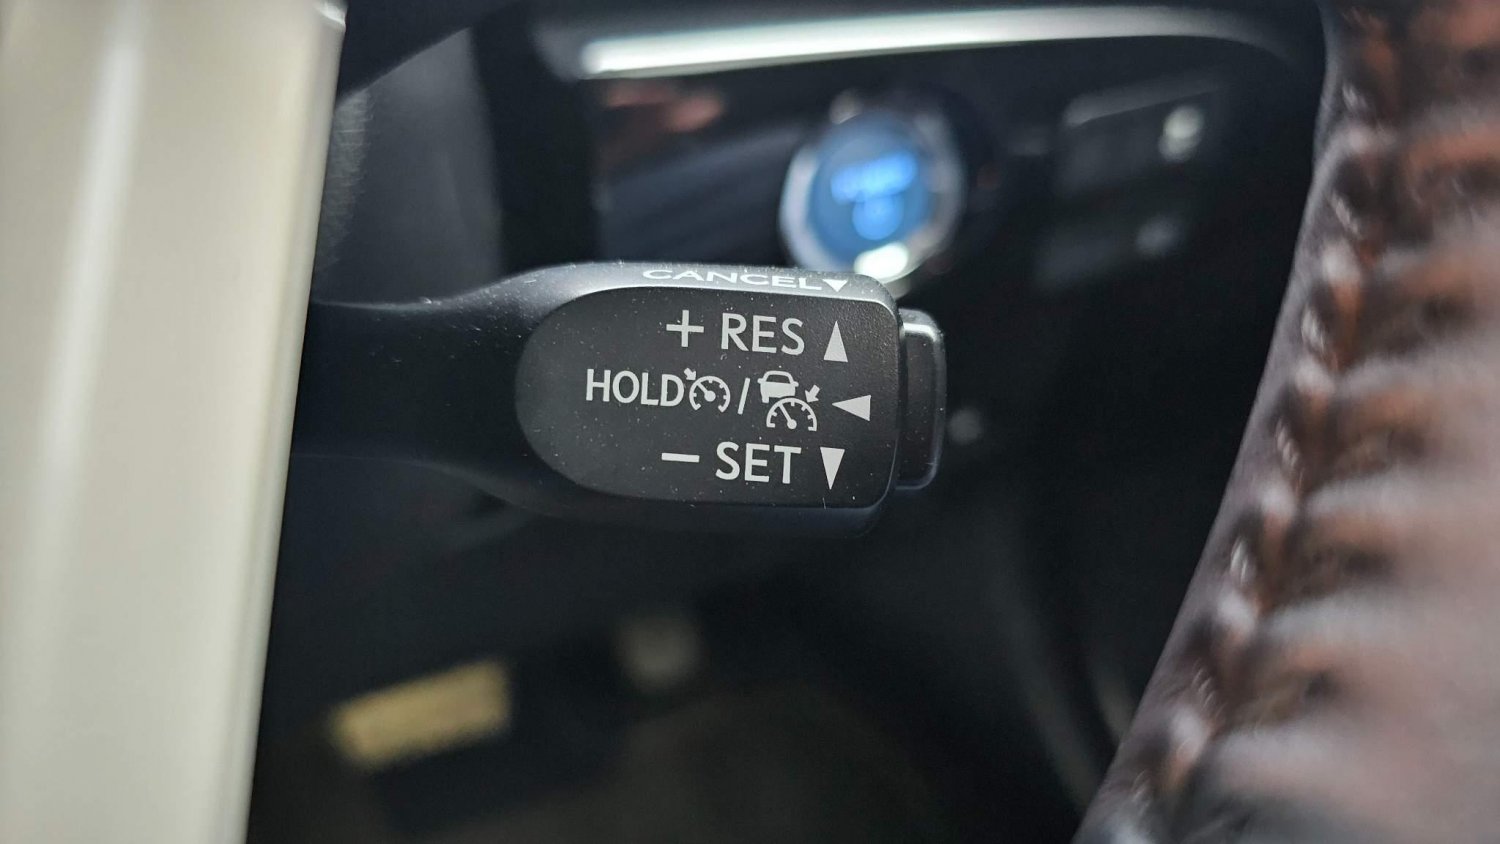 CANCEL
+ RES
HOLD /
− SET